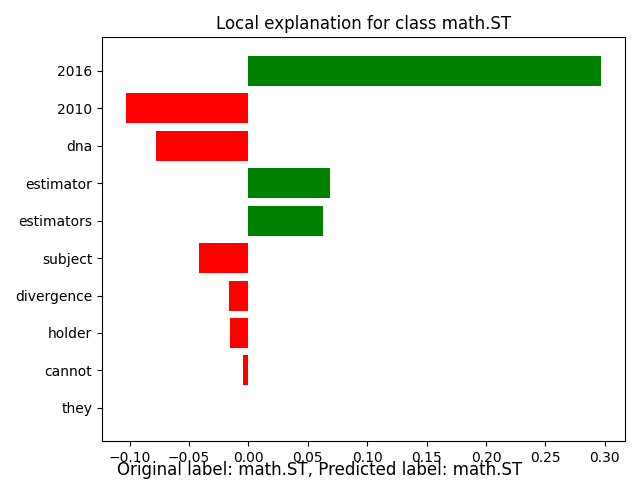 Local explanation for class math.ST
2016
2010
dna
estimator
estimators
subject
divergence
holder
cannot
they
−0.10 −0.05 0.00 0.05 0.10 0.15 0.20 0.25 0.30
Original label: math.ST, Predicted label: math.ST